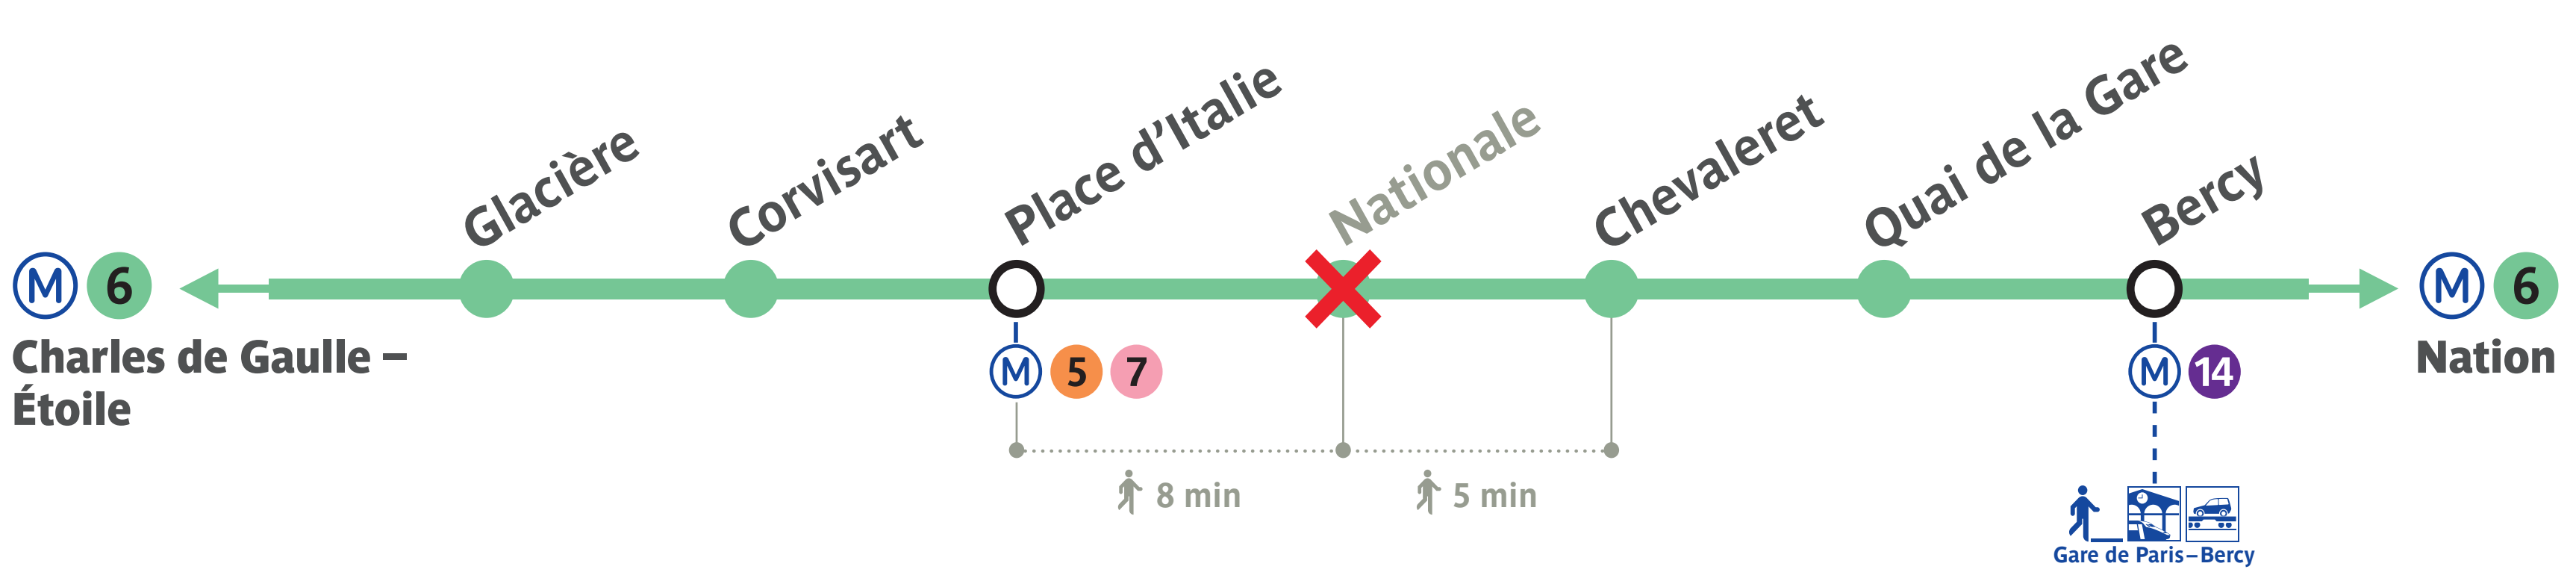 Glacière
Corvisart
Place d’Italie
Nationale
Chevaleret
Quai de la Gare
Bercy
M 6
Charles de Gaulle –
Étoile
M 6
Nation
M 5 7
M 14
8 min
5 min
Gare de Paris–Bercy